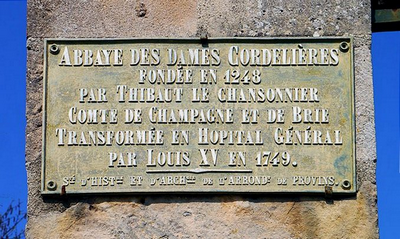 ABBAYE DES DAMES CORDELIÈRES
FONDÉE EN 1248
PAR THIBAUT LE CHANSONNIER
COMTE DE CHAMPAGNE ET DE BRIE
TRANSFORMÉE EN HOPITAL GÉNÉRAL
PAR LOUIS XV EN 1749.
Sté D'HISTre ET D'ARCHie DE L'ARRONDt DE PROVINS.